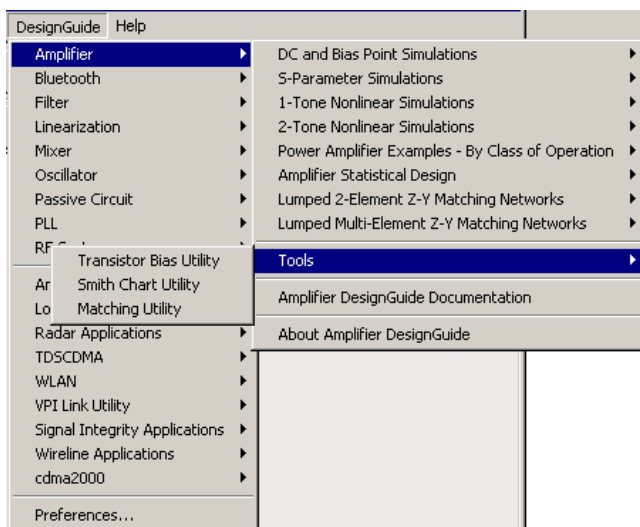 DesignGuide Help
Amplifier
Bluetooth
Filter
Linearization
Mixer
Oscillator
Passive Circuit
PLL
Radar Applications
TDSCDMA
WLAN
VPI Link Utility
Signal Integrity Applications
Wireline Applications
cdma2000
Preferences...
DC and Bias Point Simulations
S-Parameter Simulations
1-Tone Nonlinear Simulations
2-Tone Nonlinear Simulations
Power Amplifier Examples - By Class of Operation
Amplifier Statistical Design
Lumped 2-Element Z-Y Matching Networks
Lumped Multi-Element Z-Y Matching Networks
Tools
Amplifier DesignGuide Documentation
About Amplifier DesignGuide
Transistor Bias Utility
Smith Chart Utility
Matching Utility